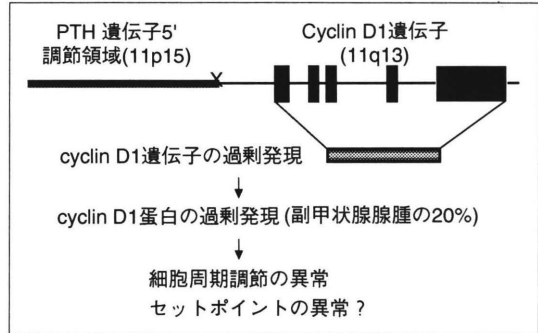 PTH 遺伝子5'
調節領域(11p15)
Cyclin D1遺伝子
(11q13)
X
cyclin D1遺伝子の過剰発現
cyclin D1蛋白の過剰発現 (副甲状腺腺腫の20%)
細胞周期調節の異常
セットポイントの異常 ?